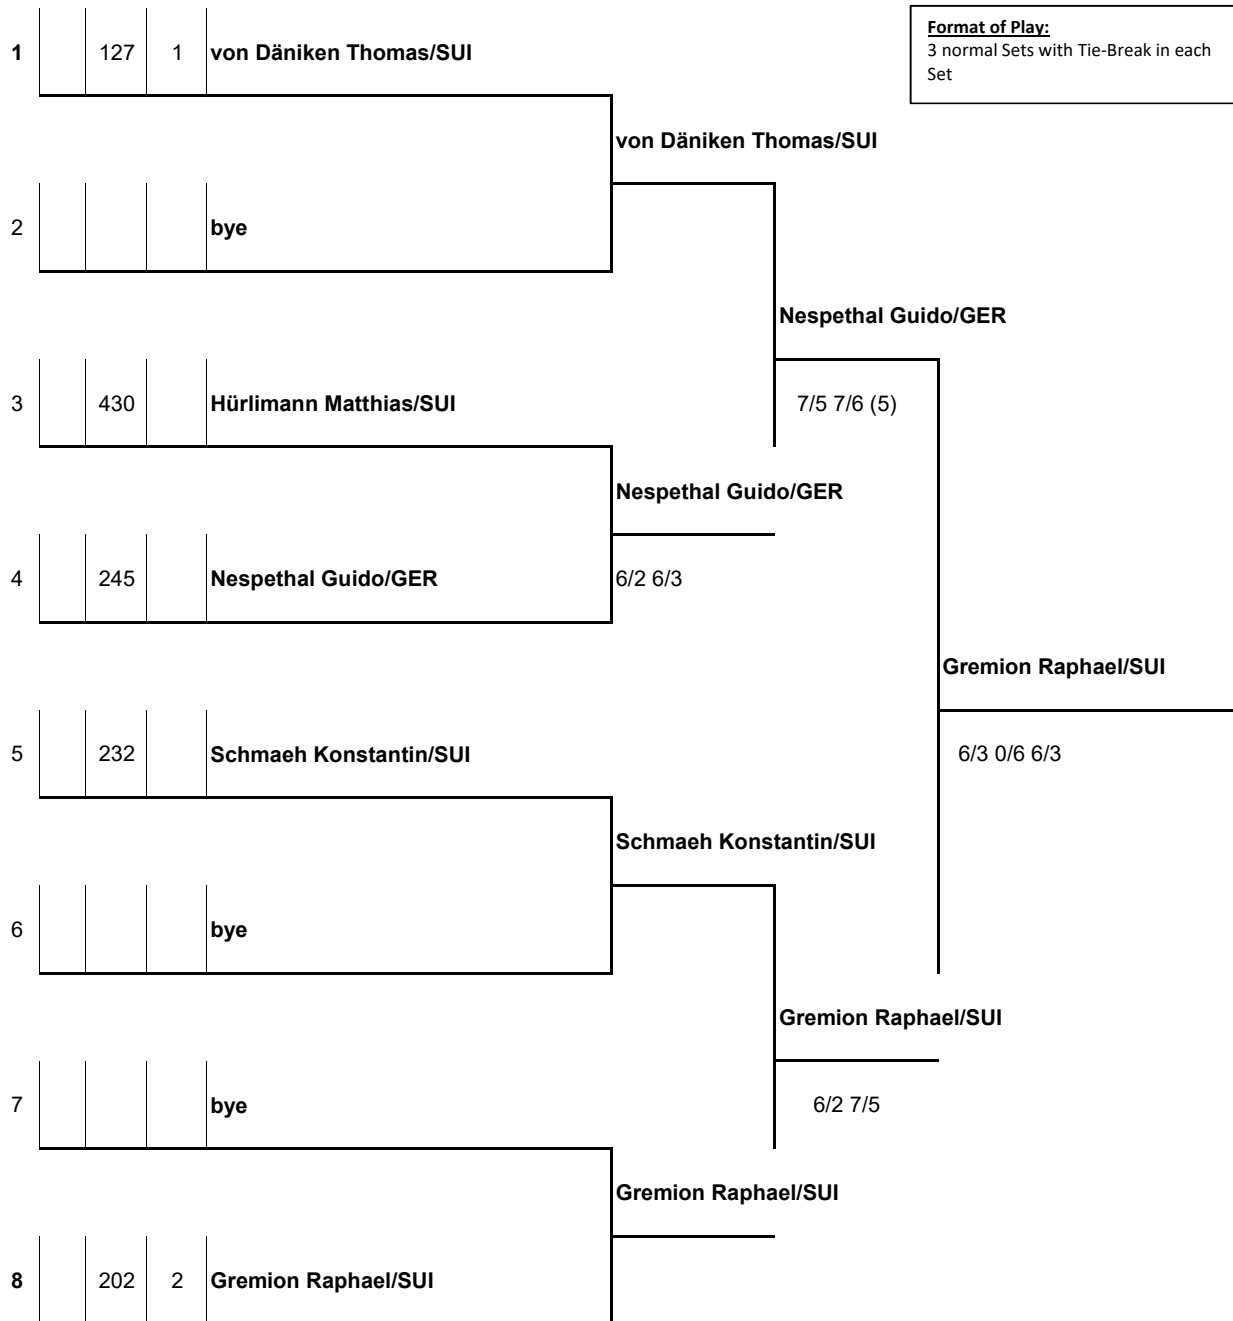 Format of Play:
3 normal Sets with Tie-Break in each
Set
1 127 1 von Däniken Thomas/SUI
von Däniken Thomas/SUI
2 bye
Nespethal Guido/GER
3 430 Hürlimann Matthias/SUI 7/5 7/6 (5)
Nespethal Guido/GER
4 245 Nespethal Guido/GER 6/2 6/3
Gremion Raphael/SUI
5 232 Schmaeh Konstantin/SUI 6/3 0/6 6/3
Schmaeh Konstantin/SUI
6 bye
Gremion Raphael/SUI
7 bye 6/2 7/5
Gremion Raphael/SUI
8 202 2 Gremion Raphael/SUI